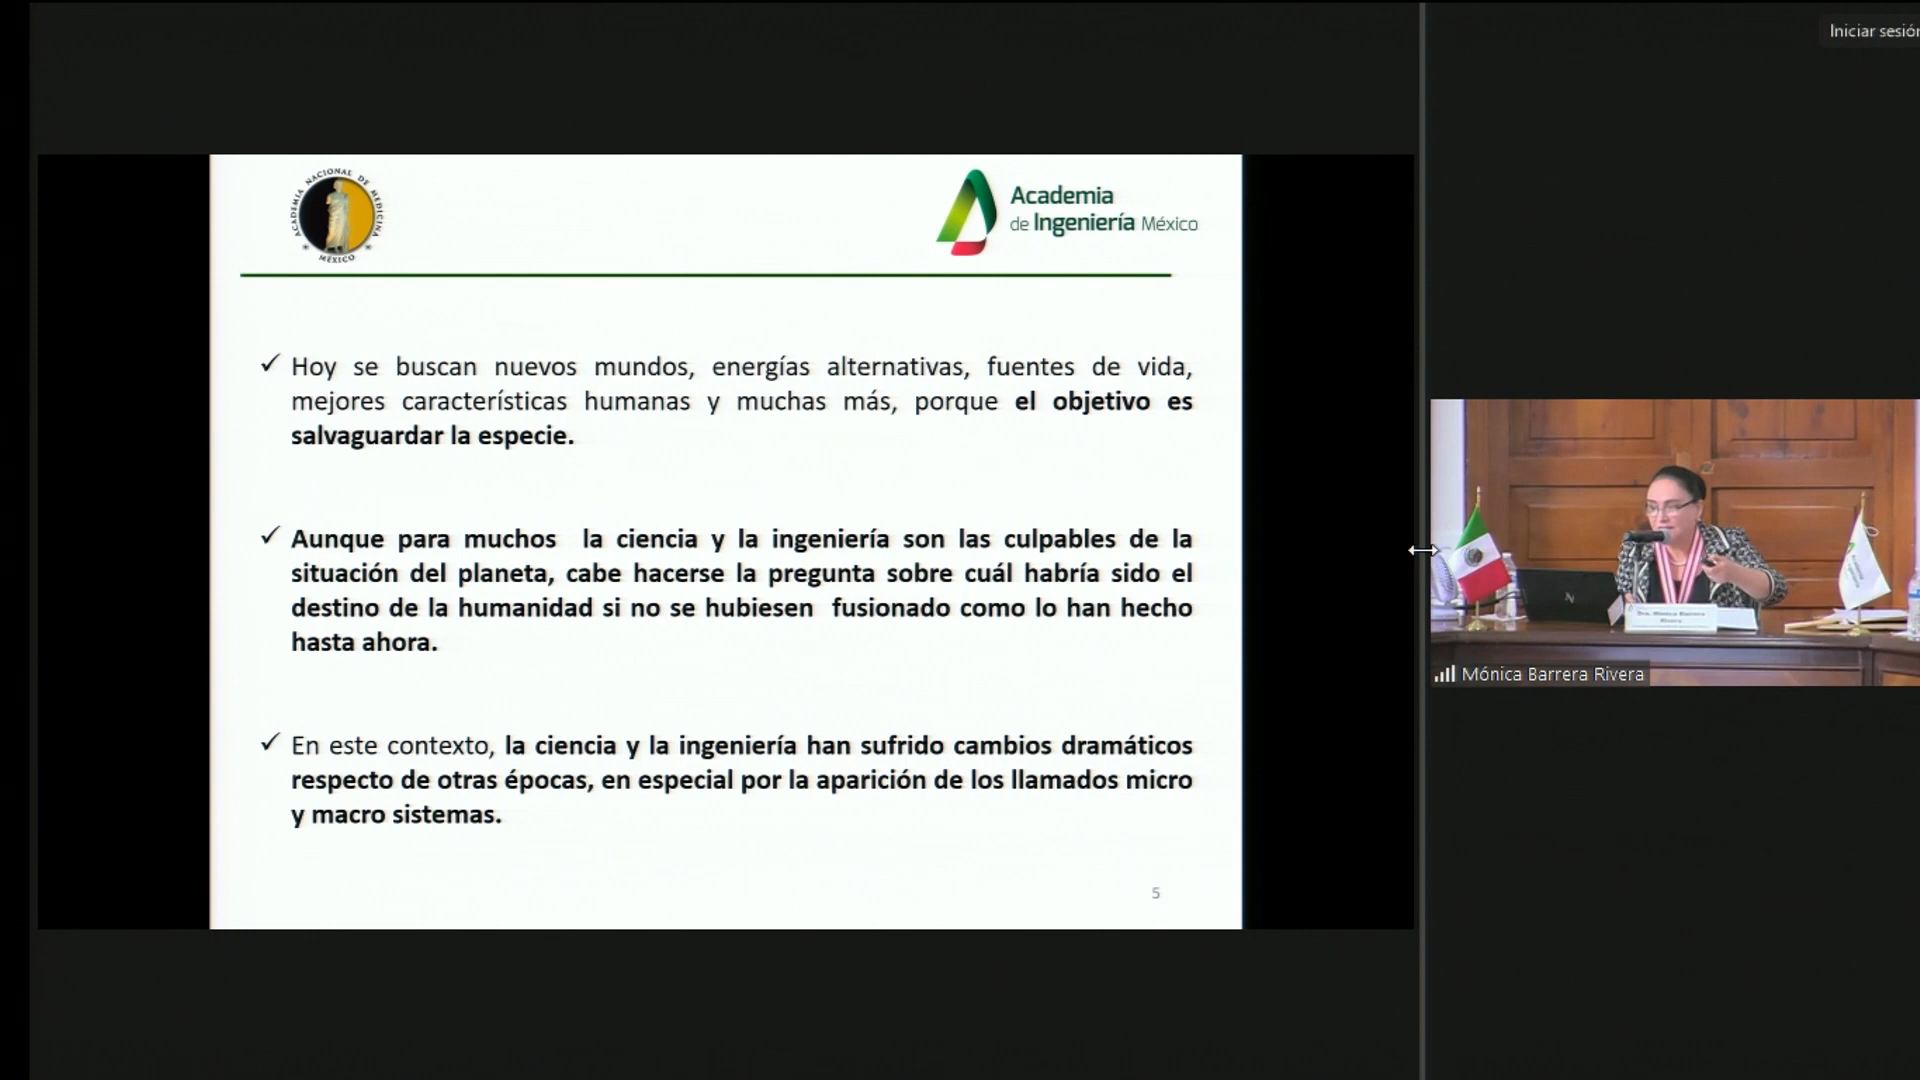 Iniciar sesión
ACADEMIA NACIONAL DE MEDICINA
MÉXICO
Academia
de Ingeniería México
✓ Hoy se buscan nuevos mundos, energías alternativas, fuentes de vida,
mejores características humanas y muchas más, porque el objetivo es
salvaguardar la especie.
✓ Aunque para muchos la ciencia y la ingeniería son las culpables de la
situación del planeta, cabe hacerse la pregunta sobre cuál habría sido el
destino de la humanidad si no se hubiesen fusionado como lo han hecho
hasta ahora.
✓ En este contexto, la ciencia y la ingeniería han sufrido cambios dramáticos
respecto de otras épocas, en especial por la aparición de los llamados micro
y macro sistemas.
5
Dra. Mónica Barrera
Rivera
Mónica Barrera Rivera